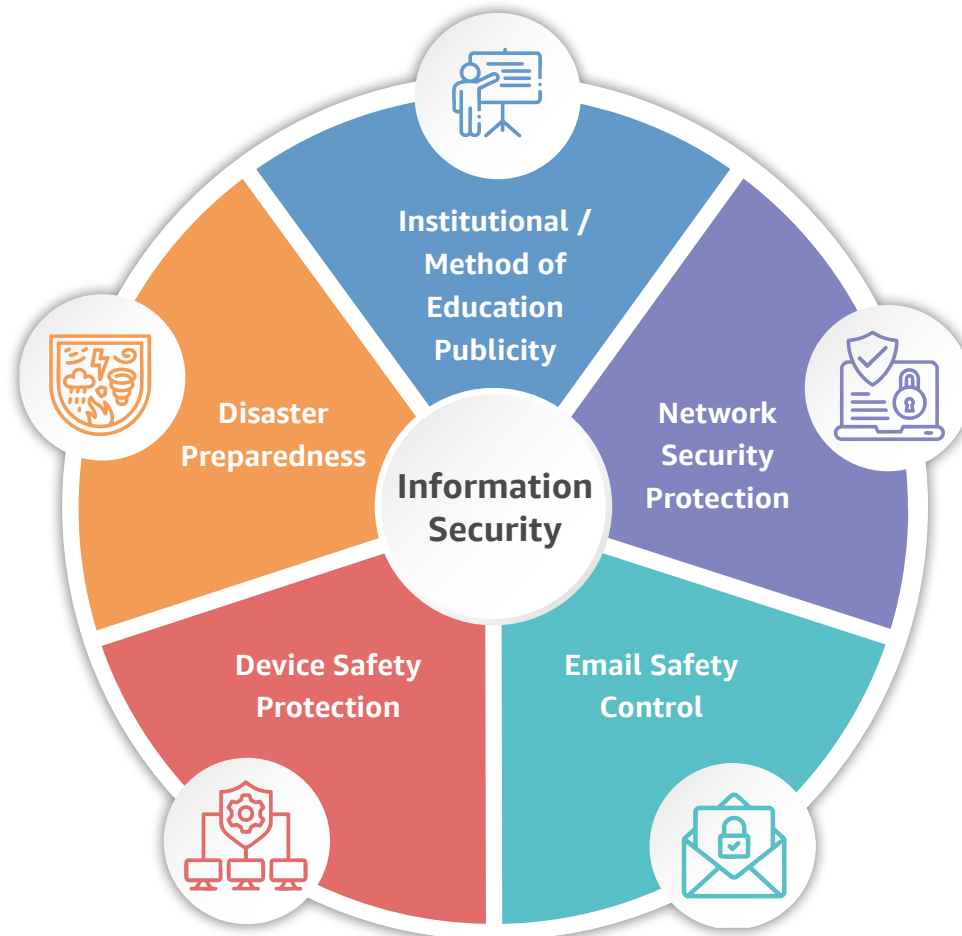 Institutional /
Method of
Education
Publicity
Network
Security
Protection
Disaster
Preparedness
Information
Security
Device Safety
Protection
Email Safety
Control